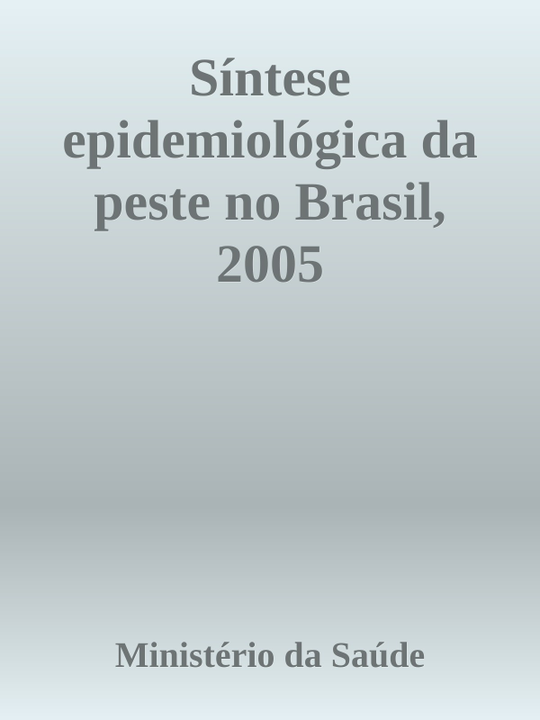 Síntese
epidemiológica da
peste no Brasil,
2005
Ministério da Saúde